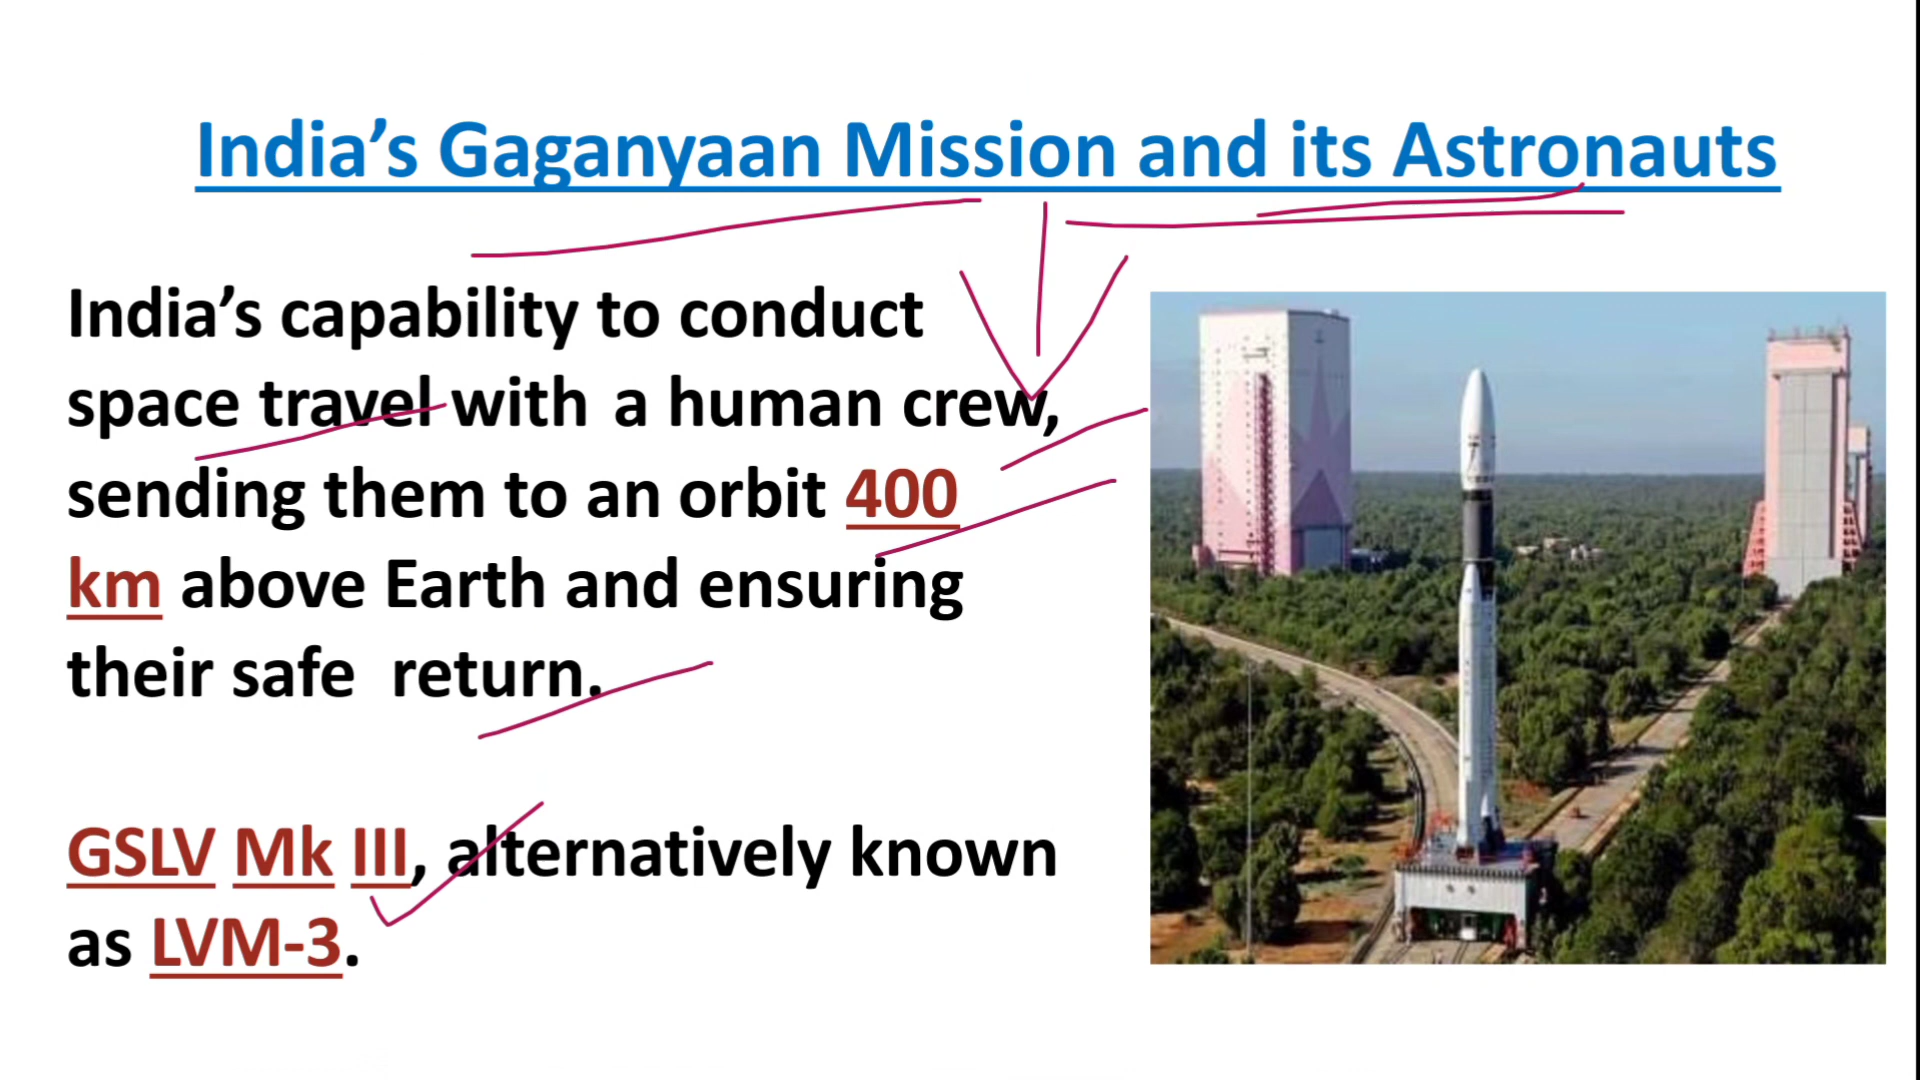 India’s Gaganyaan Mission and its Astronauts
India’s capability to conduct
space travel with a human crew,
sending them to an orbit 400
km above Earth and ensuring
their safe return.
GSLV Mk III, alternatively known
as LVM-3.